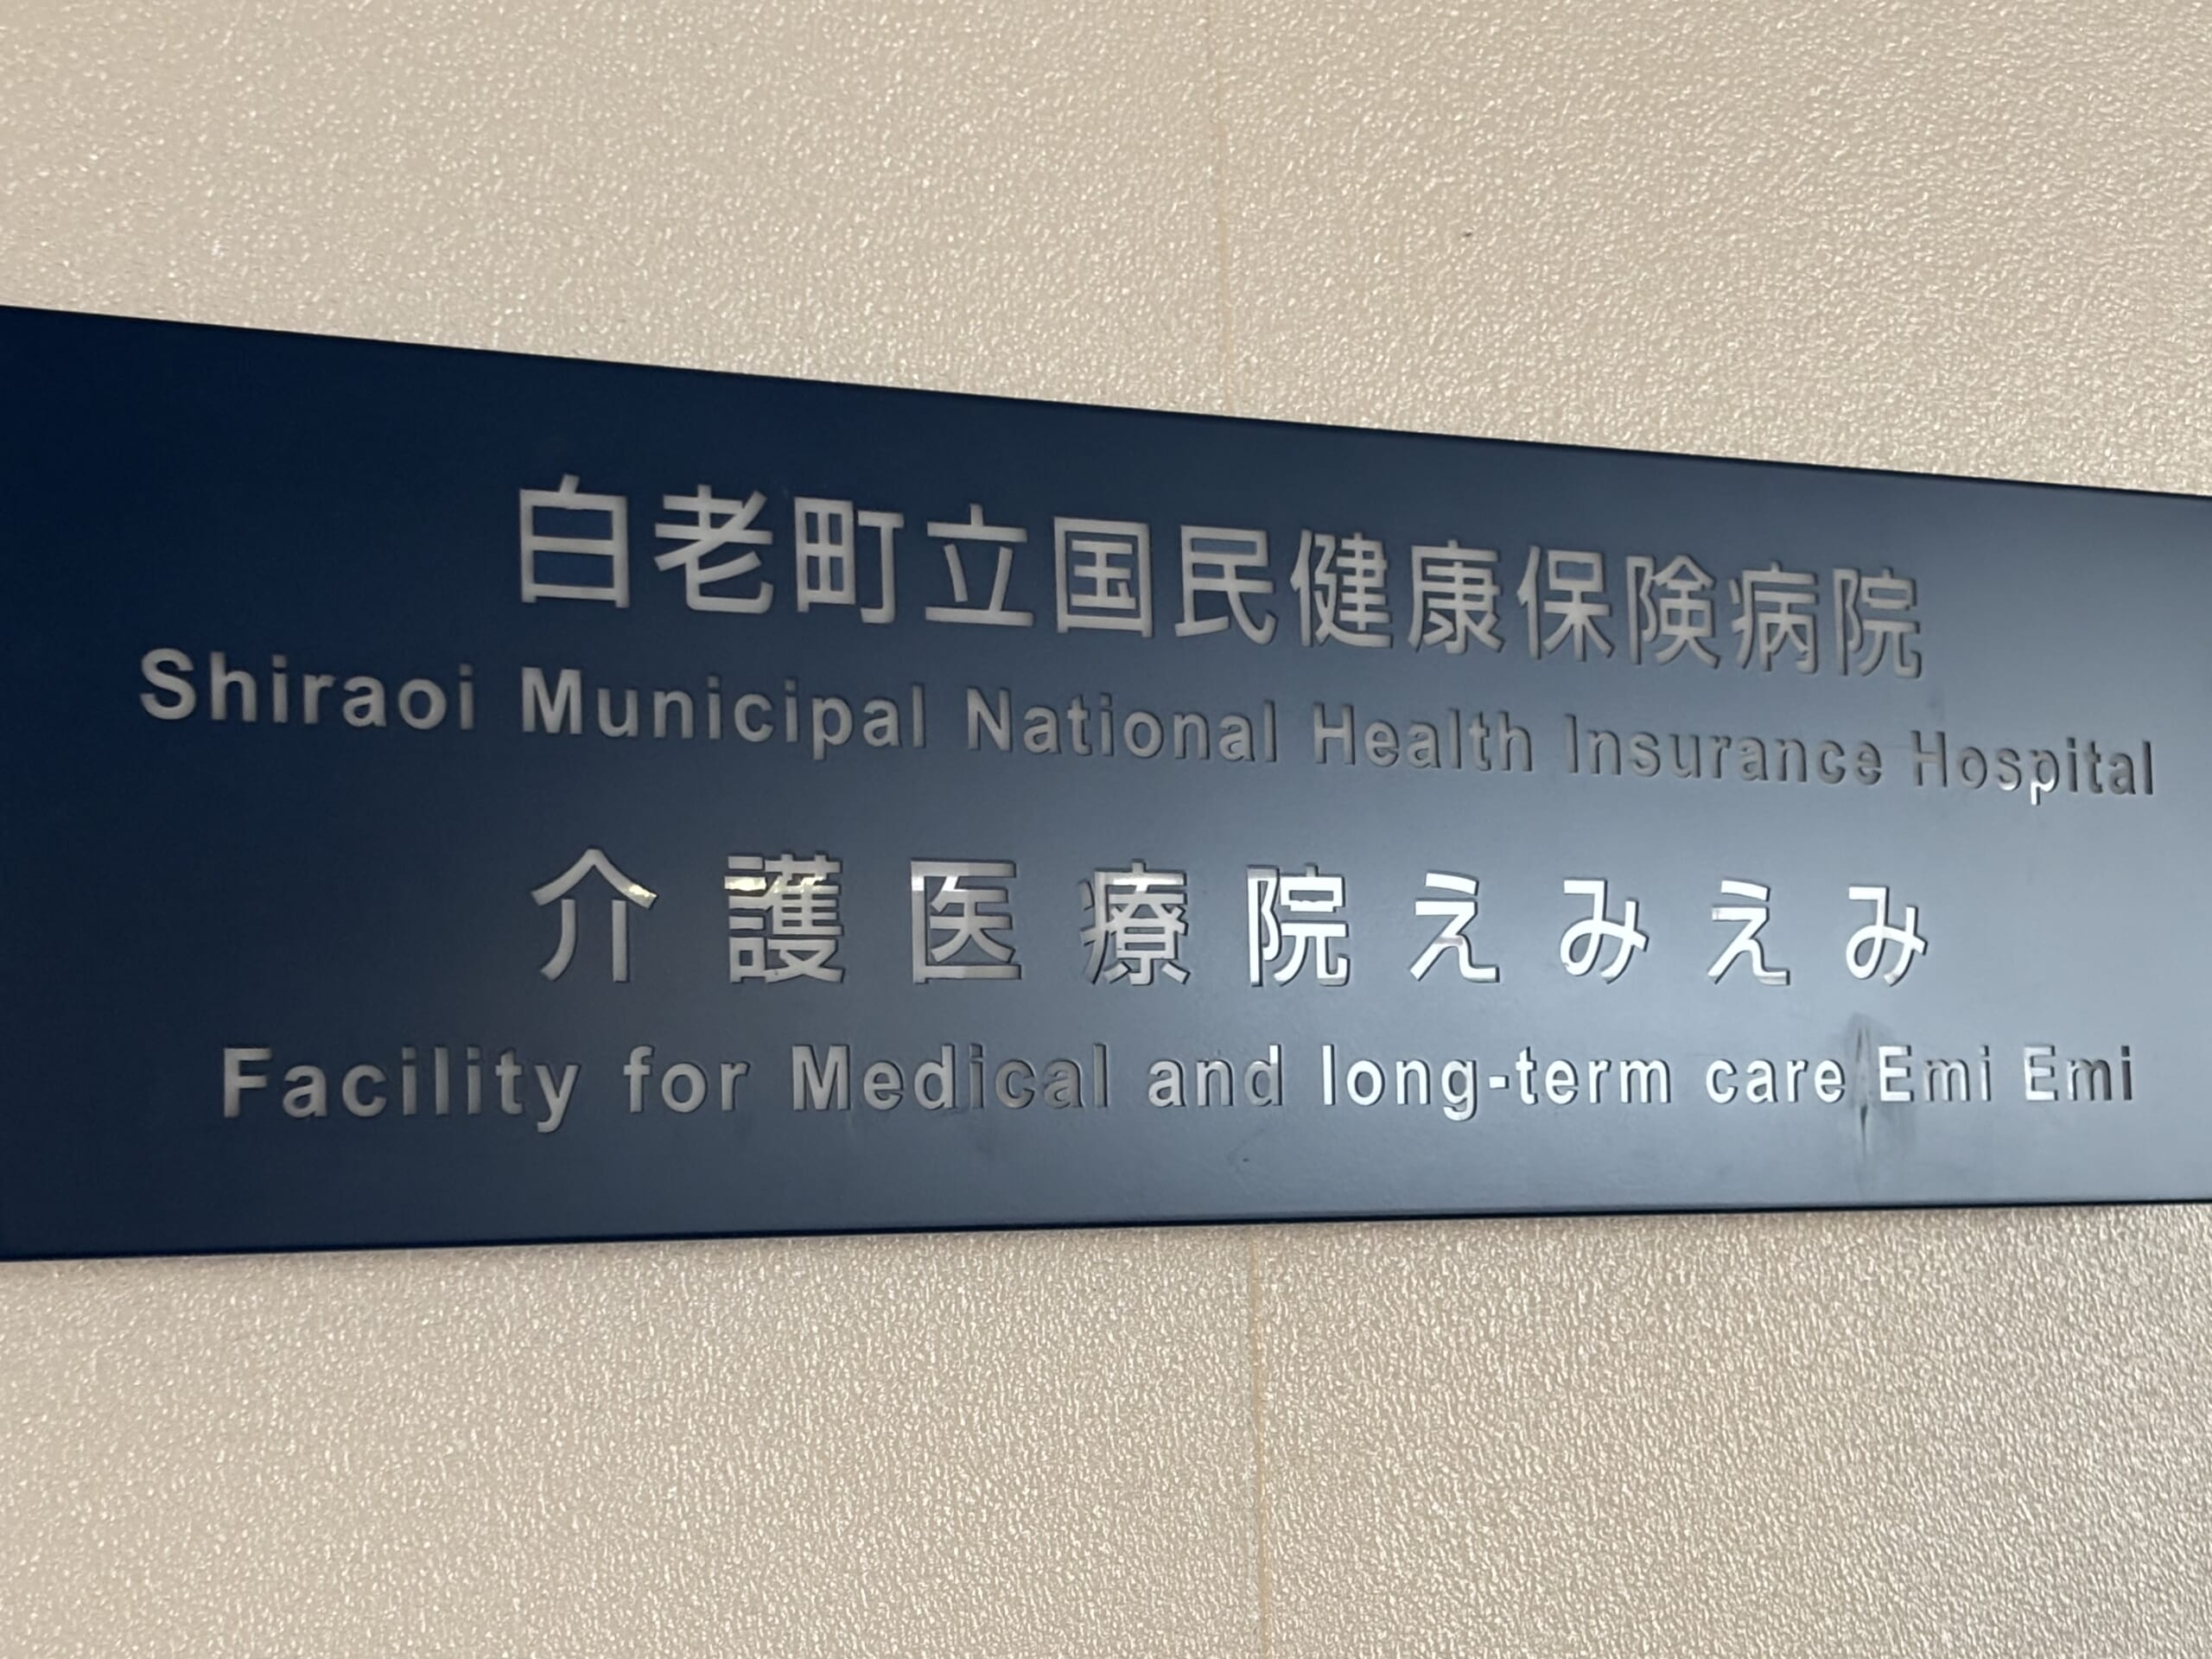 白老町立国民健康保険病院
Shiraoi Municipal National Health Insurance Hospital
介護医療院えみえみ
Facility for Medical and long-term care Emi Emi